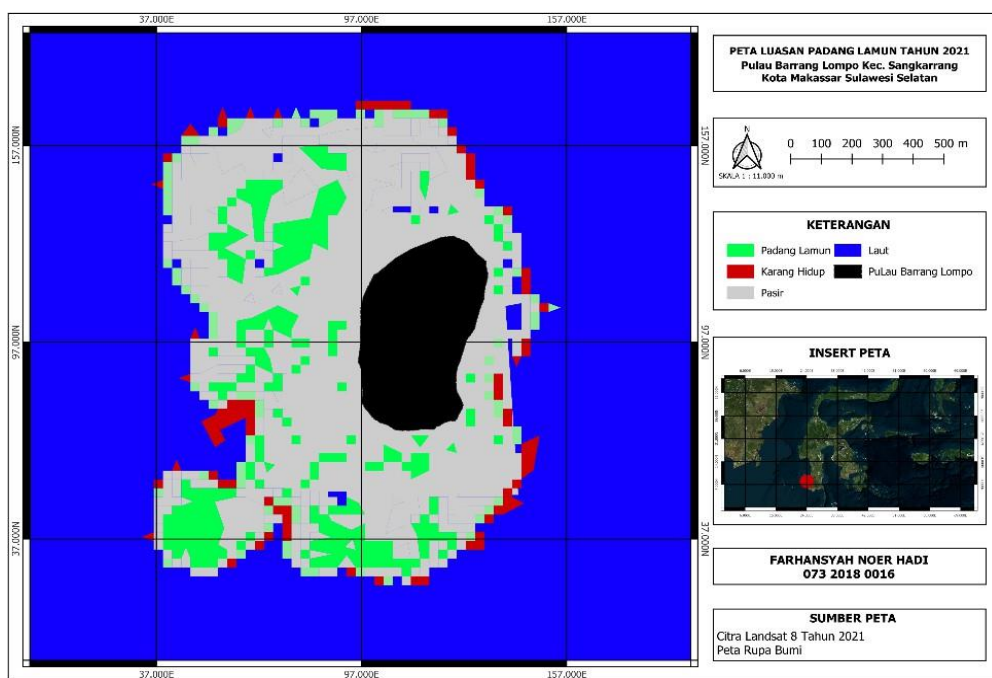 37.000E 97.000E 157.000E
157.000N 157.000N
97.000N 97.000N
37.000N 37.000N
37.000E 97.000E 157.000E
PETA LUASAN PADANG LAMUN TAHUN 2021
Pulau Barrang Lompo Kec. Sangkarrang
Kota Makassar Sulawesi Selatan
N
0 100 200 300 400 500 m
SKALA 1 : 11.000 m
KETERANGAN
Padang Lamun
Laut
Karang Hidup
PuLau Barrang Lompo
Pasir
INSERT PETA
FARHANSYAH NOER HADI
073 2018 0016
SUMBER PETA
Citra Landsat 8 Tahun 2021
Peta Rupa Bumi